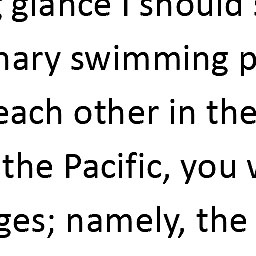 glance I should
nary swimming p
each other in the
the Pacific, you
ges; namely, the